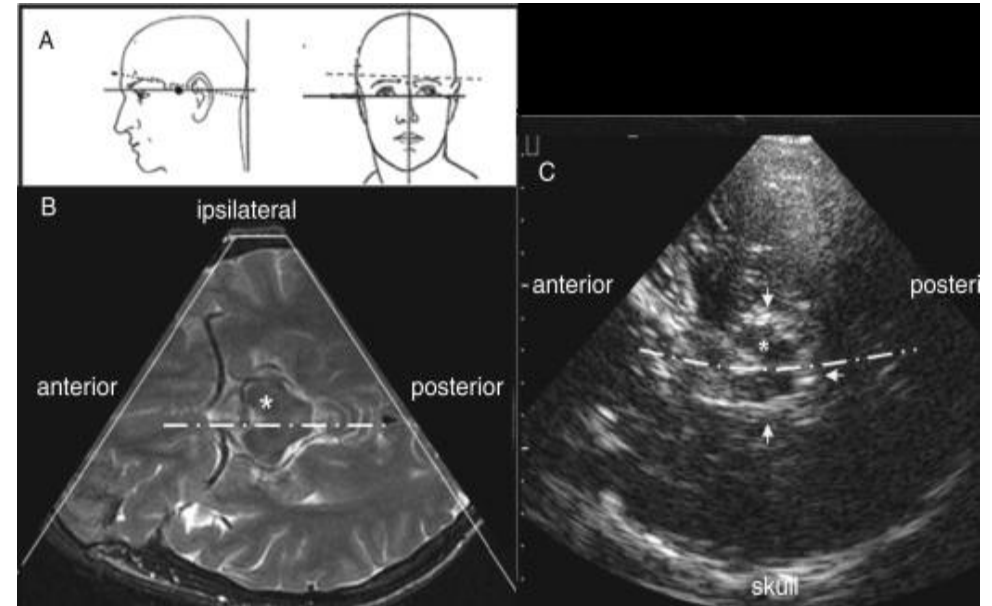 A
B
ipsilateral
anterior
posterior
*
C
anterior
posteri
*
skull